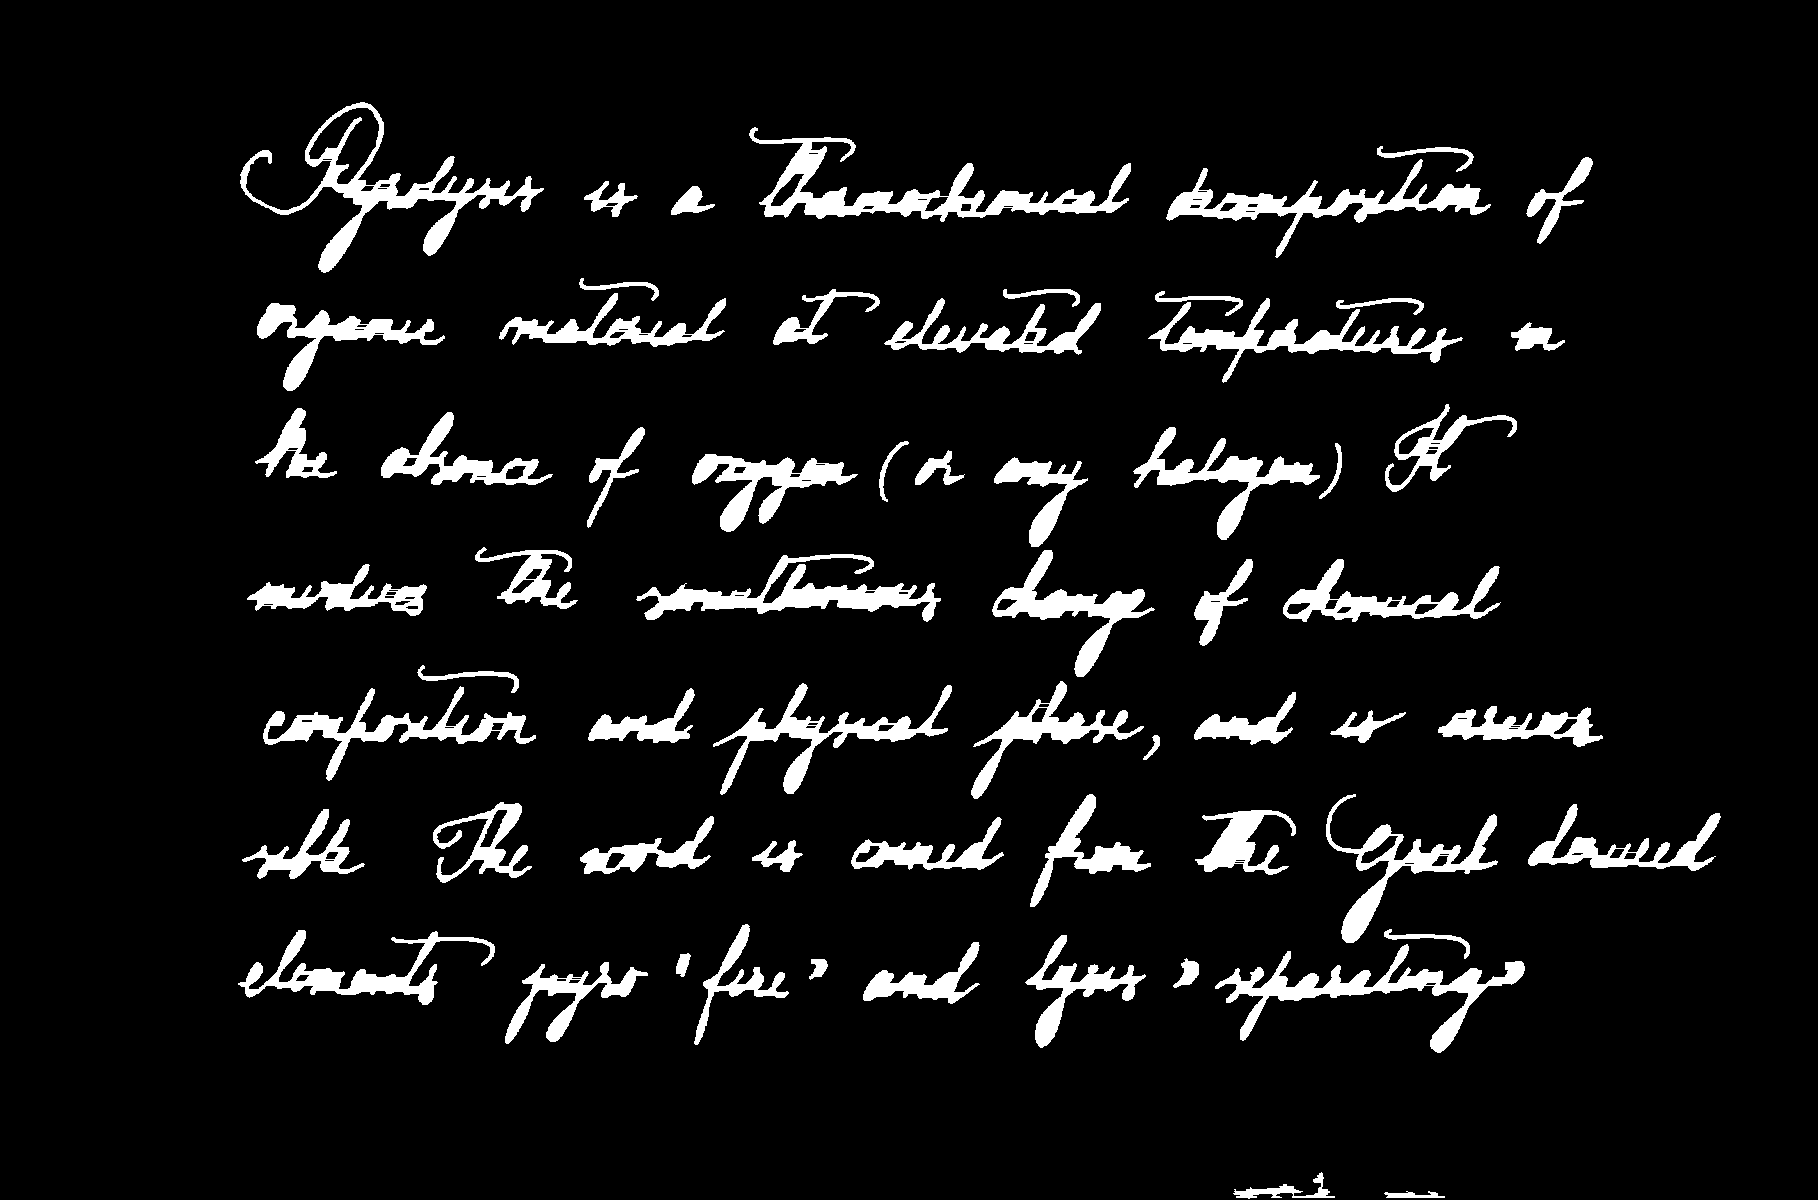 Pyrolysis is a thermochemical decomposition of
organic material at elevated temperatures in
the absence of oxygen (or any halogen) It
involves the simultaneous change of chemical
composition and physical phase, and is irrever
sible The word is coined from the Greek derived
elements pyro "fire" and lysis "separating"